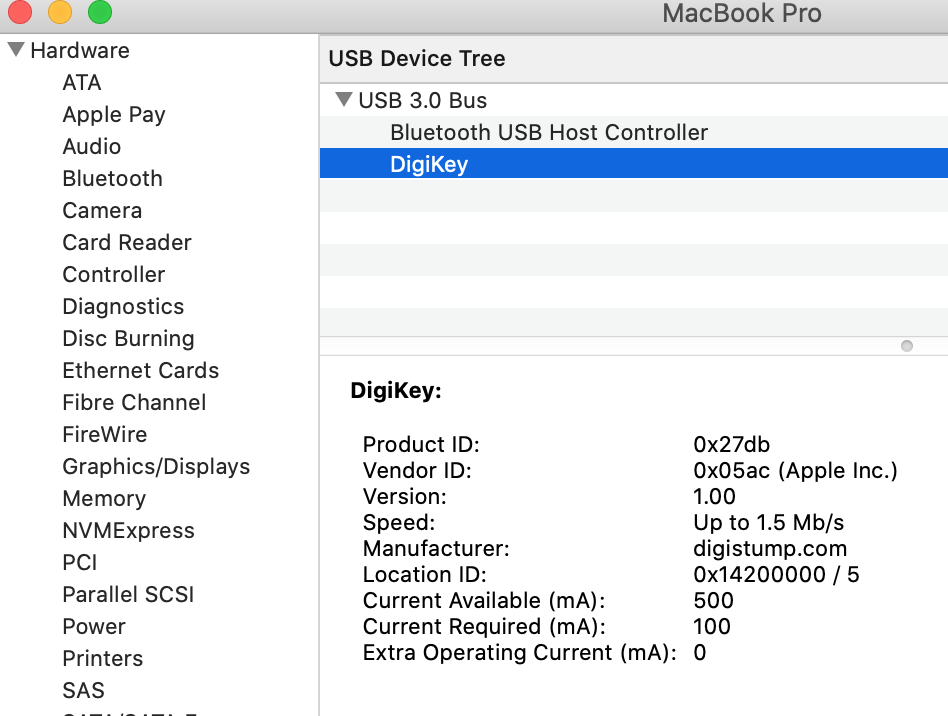 MacBook Pro
Hardware
ATA
Apple Pay
Audio
Bluetooth
Camera
Card Reader
Controller
Diagnostics
Disc Burning
Ethernet Cards
Fibre Channel
FireWire
Graphics/Displays
Memory
NVMExpress
PCI
Parallel SCSI
Power
Printers
SAS
USB Device Tree
USB 3.0 Bus
Bluetooth USB Host Controller
DigiKey
DigiKey:
Product ID: 0x27db
Vendor ID: 0x05ac (Apple Inc.)
Version: 1.00
Speed: Up to 1.5 Mb/s
Manufacturer: digistump.com
Location ID: 0x14200000 / 5
Current Available (mA): 500
Current Required (mA): 100
Extra Operating Current (mA): 0